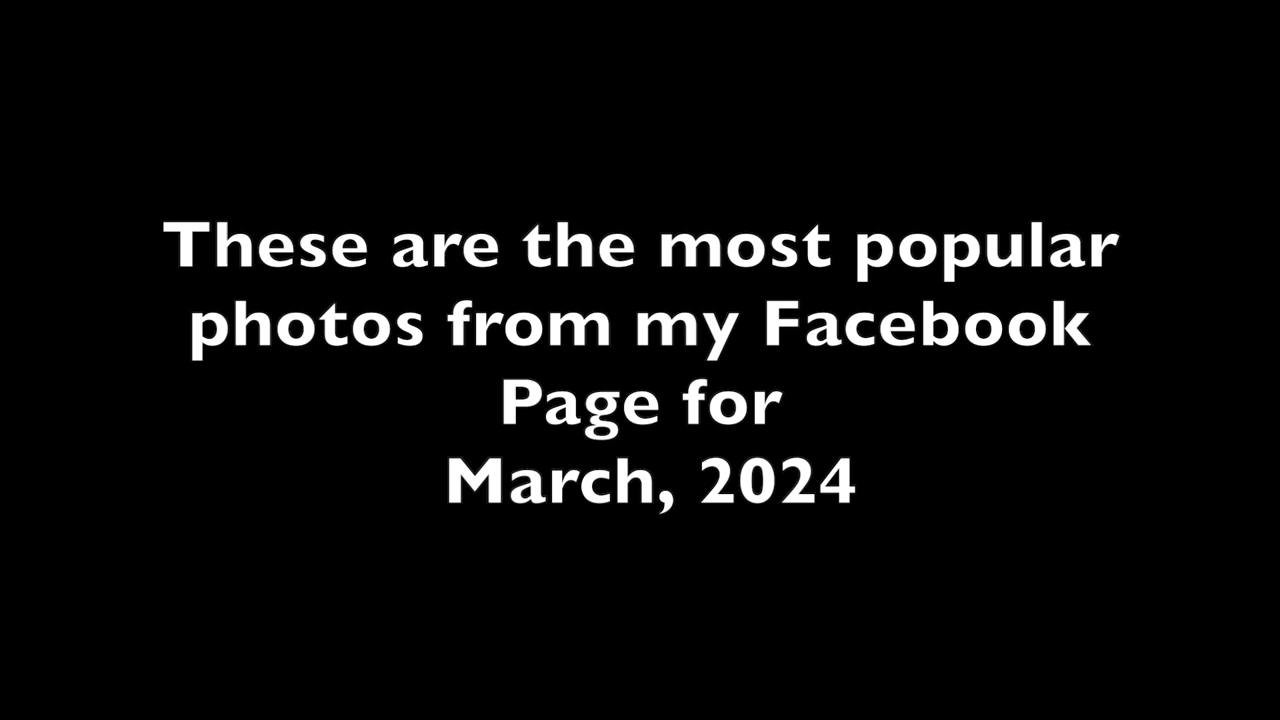 These are the most popular
photos from my Facebook
Page for
March, 2024